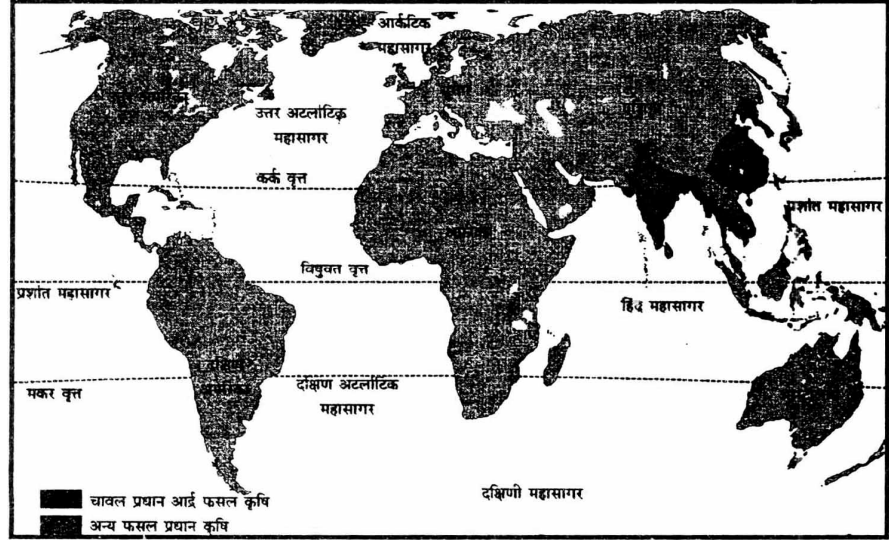 आर्कटिक
महासागर
उत्तर अटलांटिक
महासागर
कर्क वृत्त
प्रशांत महासागर
विषुवत वृत्त
प्रशांत महासागर
हिंद महासागर
मकर वृत्त
दक्षिण अटलांटिक
महासागर
दक्षिणी महासागर
चावल प्रधान आर्द्र फसल कृषि
अन्य फसल प्रधान कृषि